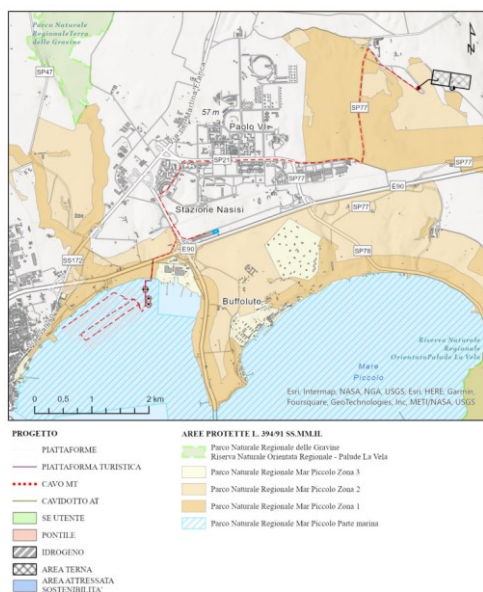 Parco Naturale
Regionale Terra
delle Gravine
SP47
57 m
Paolo VI
SP77
SP21
SP77
SP77
Stazione Nasisi
E90
SP77
SS172
E90
SP78
Buffoluto
Riserva Naturale
Regionale
Orientata Palude La Vela
Mare
Piccolo
Esri, Intermap, NASA, NGA, USGS, Esri, HERE, Garmin,
Foursquare, GeoTechnologies, Inc, METI/NASA, USGS
0 0,5 1 2 km
PROGETTO
PIATTAFORME
PIATTAFORMA TURISTICA
CAVO MT
CAVIDOTTO AT
SE UTENTE
PONTILE
IDROGENO
AREA TERNA
AREA ATTRESSATA
SOSTENIBILITA'
AREE PROTETTE L. 394/91 SS.MM.II.
Parco Naturale Regionale delle Gravine
Riserva Naturale Orientata Regionale - Palude La Vela
Parco Naturale Regionale Mar Piccolo Zona 3
Parco Naturale Regionale Mar Piccolo Zona 2
Parco Naturale Regionale Mar Piccolo Zona 1
Parco Naturale Regionale Mar Piccolo Parte marina